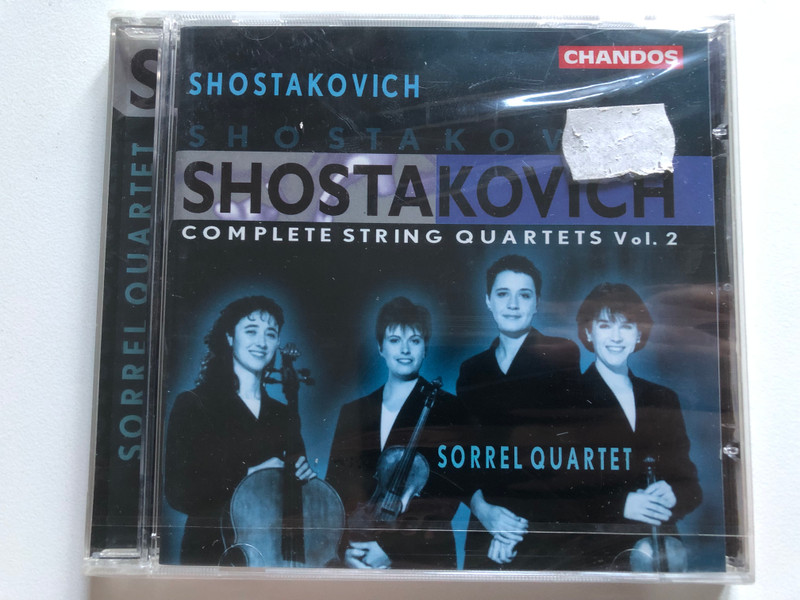 CHANDOS
SHOSTAKOVICH
SHOSTAKOV
SHOSTAKOVICH
COMPLETE STRING QUARTETS Vol. 2
SORREL QUARTET
SORREL QUARTET
S